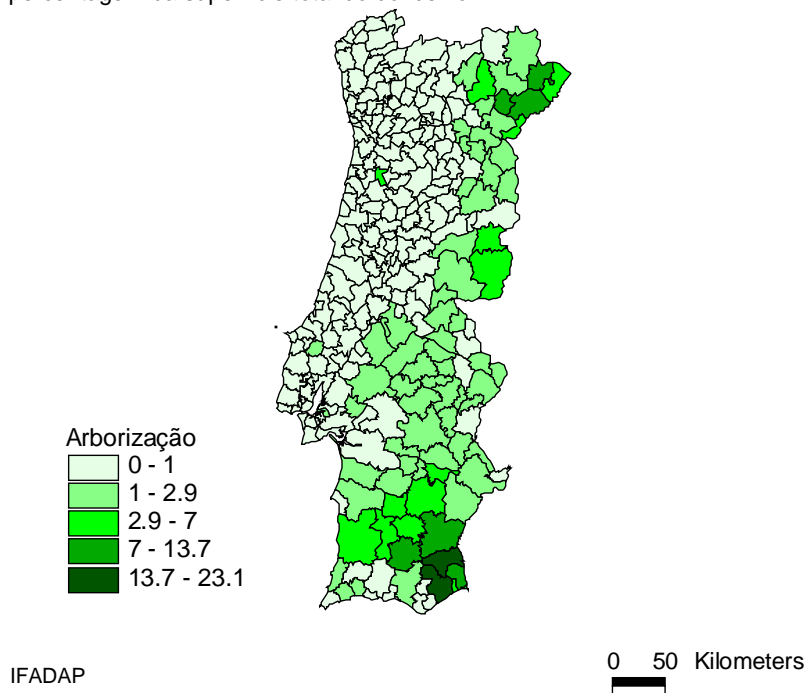 Arborização
0 - 1
1 - 2.9
2.9 - 7
7 - 13.7
13.7 - 23.1
IFADAP
0 50 Kilometers